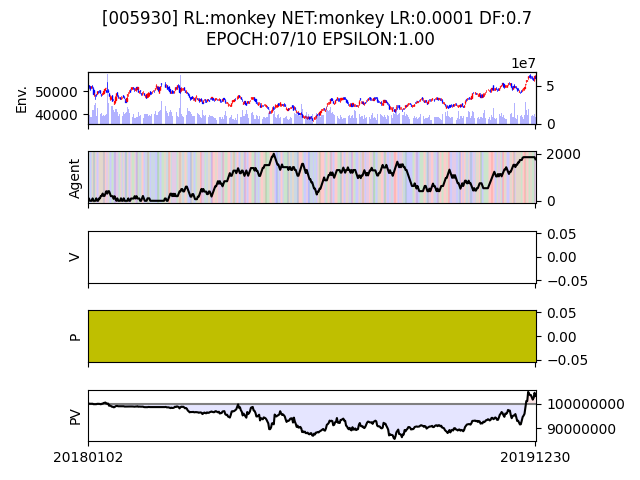 [005930] RL:monkey NET:monkey LR:0.0001 DF:0.7
EPOCH:07/10 EPSILON:1.00
1e7
Env.
50000
40000
5
0
Agent
2000
0
V
0.05
0.00
−0.05
P
0.05
0.00
−0.05
PV
100000000
90000000
20180102
20191230